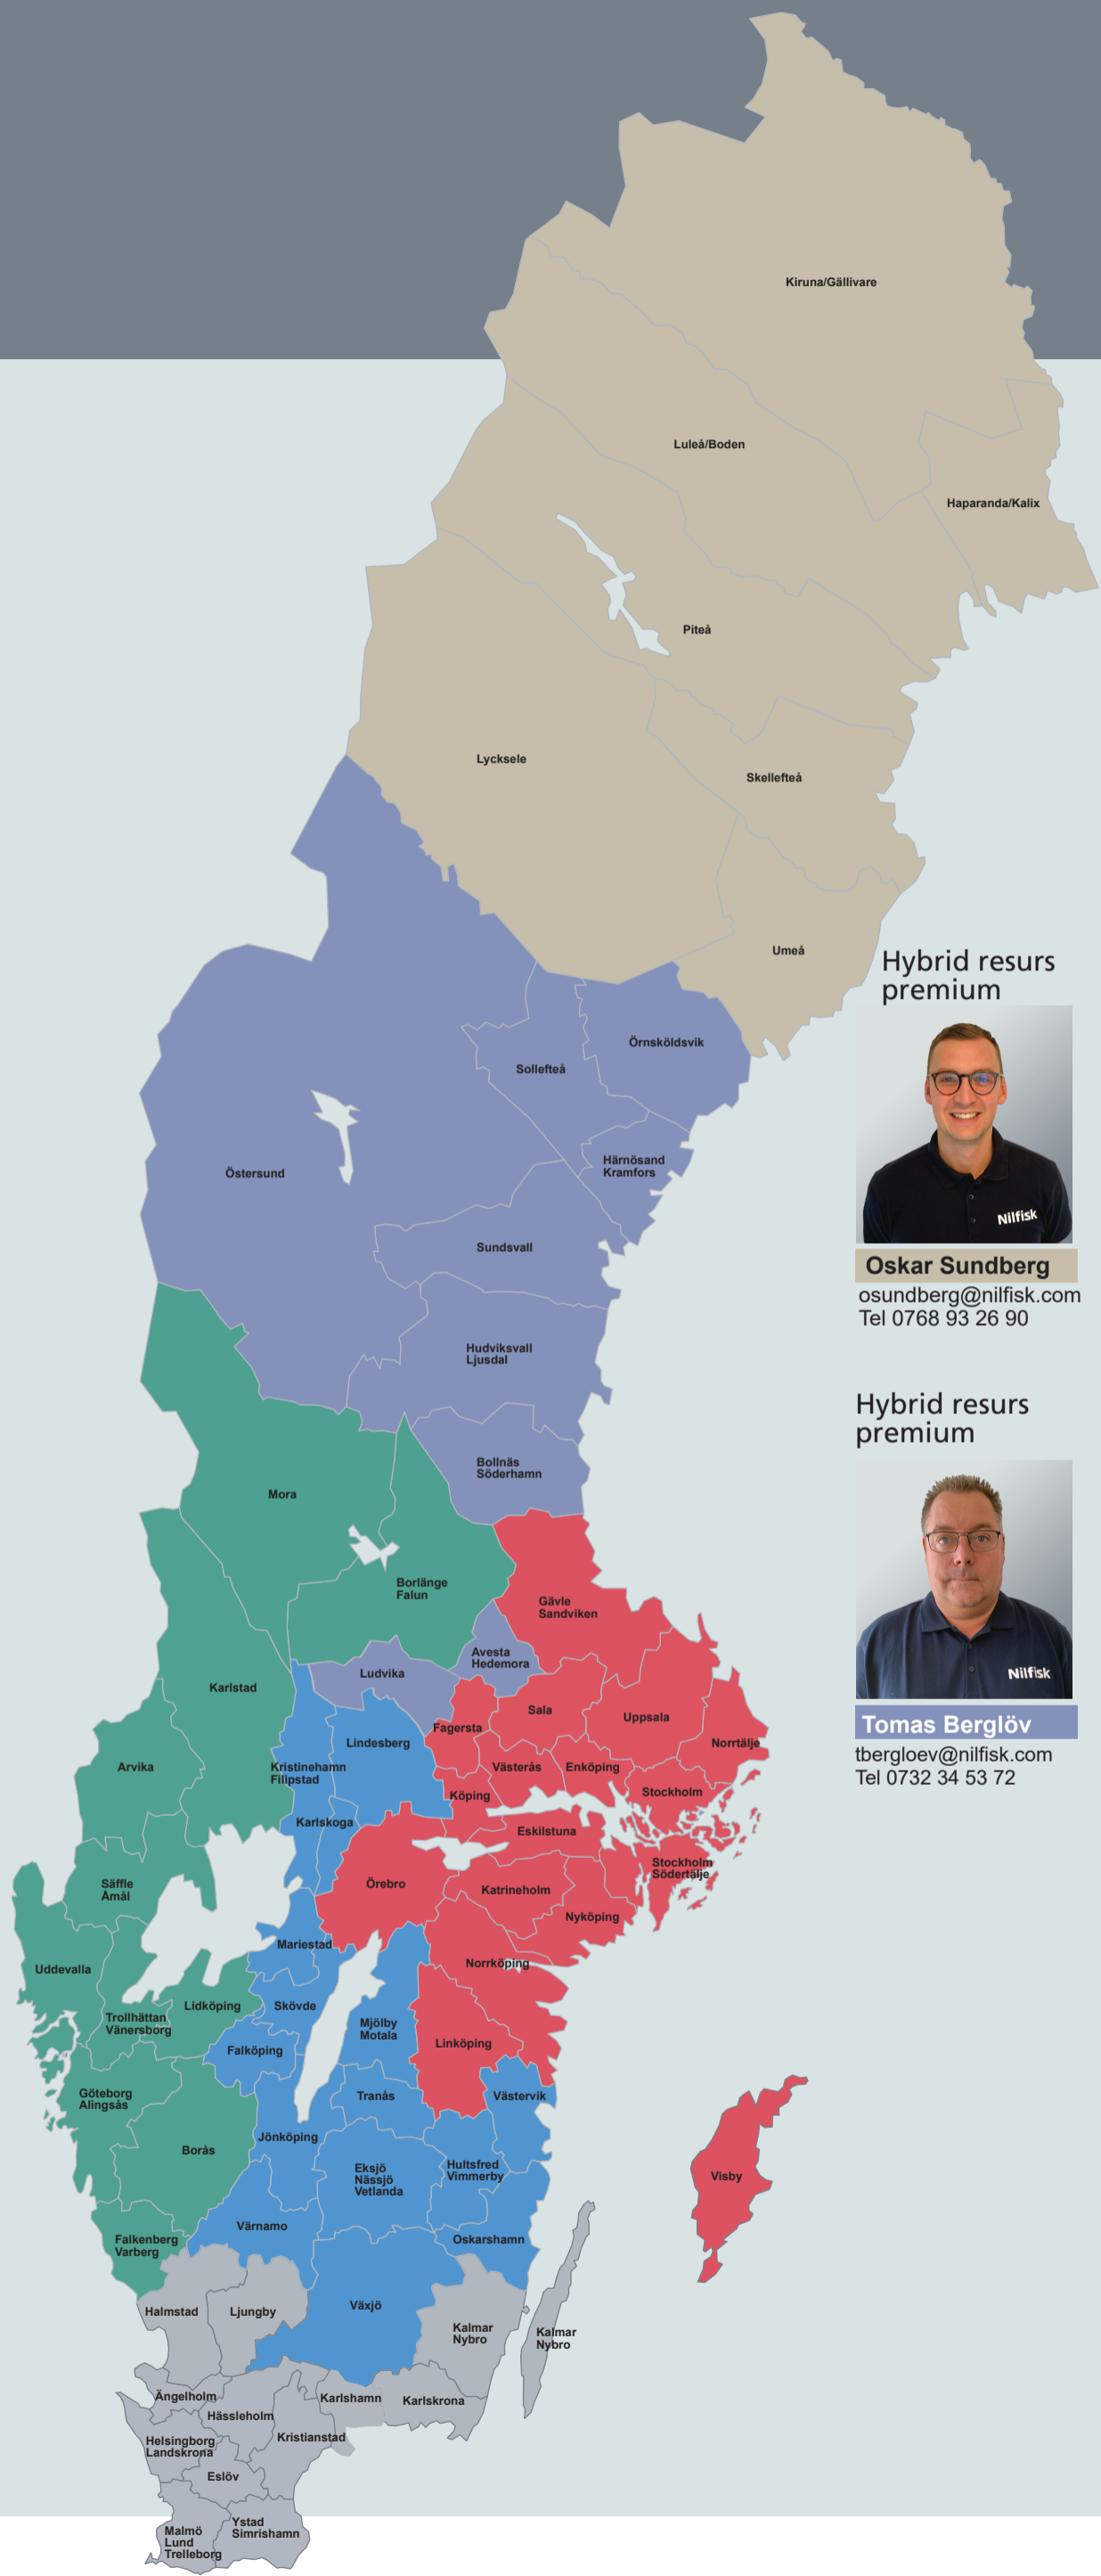 Kiruna/Gällivare
Luleå/Boden
Haparanda/Kalix
Piteå
Lycksele
Skellefteå
Umeå
Hybrid resurs
premium
Nilfisk
Oskar Sundberg
osundberg@nilfisk.com
Tel 0768 93 26 90
Örnsköldsvik
Sollefteå
Härnösand
Kramfors
Östersund
Sundsvall
Hudviksvall
Ljusdal
Hybrid resurs
premium
Nilfisk
Tomas Berglöv
tbergloev@nilfisk.com
Tel 0732 34 53 72
Bollnäs
Söderhamn
Mora
Borlänge
Falun
Gävle
Sandviken
Avesta
Hedemora
Ludvika
Karlstad
Sala
Uppsala
Fagersta
Norrtälje
Lindesberg
Arvika
Kristinehamn
Filipstad
Västerås
Enköping
Köping
Stockholm
Karlskoga
Eskilstuna
Stockholm
Södertälje
Säffle
Åmål
Örebro
Katrineholm
Nyköping
Mariestad
Norrköping
Uddevalla
Lidköping
Skövde
Trollhättan
Vänersborg
Mjölby
Motala
Linköping
Falköping
Göteborg
Alingsås
Tranås
Västervik
Jönköping
Borås
Hultsfred
Vimmerby
Eksjö
Nässjö
Vetlanda
Visby
Värnamo
Falkenberg
Varberg
Oskarshamn
Växjö
Halmstad
Ljungby
Kalmar
Nybro
Kalmar
Nybro
Ängelholm
Karlshamn
Karlskrona
Hässleholm
Kristianstad
Helsingborg
Landskrona
Eslöv
Ystad
Simrishamn
Malmö
Lund
Trelleborg